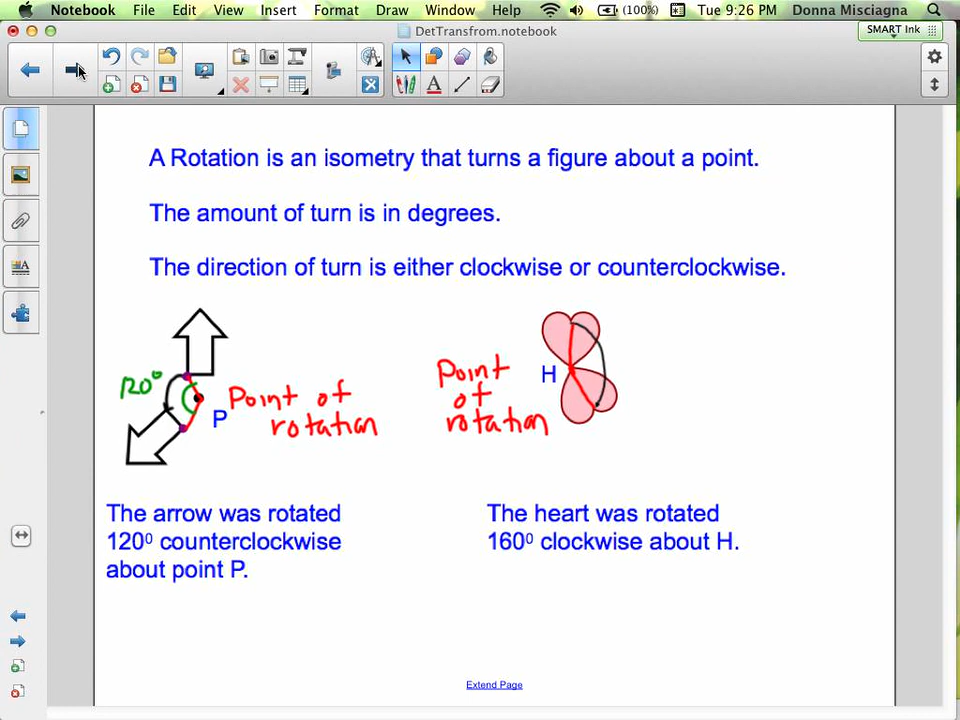 Notebook File Edit View Insert Format Draw Window Help (100%) Tue 9:26 PM Donna Misciagna
DetTransfrom.notebook
SMART Ink
A Rotation is an isometry that turns a figure about a point.
The amount of turn is in degrees.
The direction of turn is either clockwise or counterclockwise.
120°
Point of
rotation
P
Point
of
rotation
H
The arrow was rotated
120⁰ counterclockwise
about point P.
The heart was rotated
160⁰ clockwise about H.
Extend Page